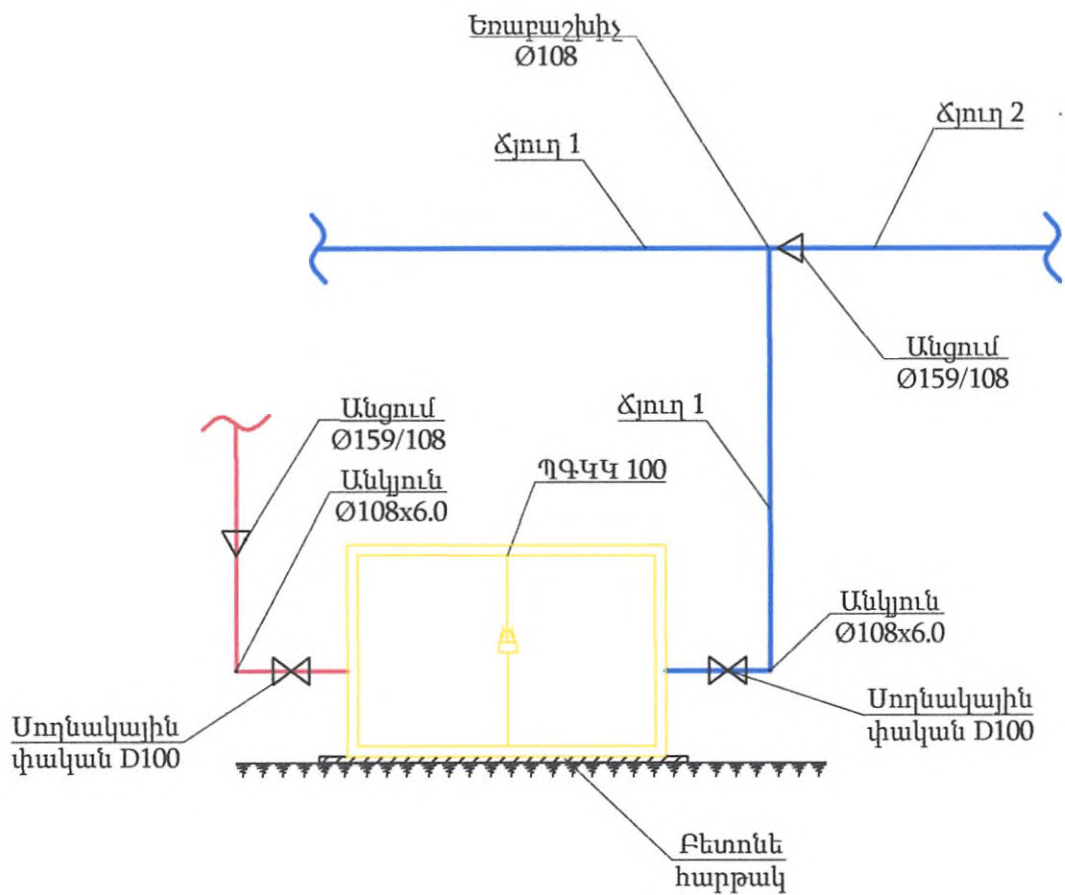 Եռաբաշխիչ
Ø108
Ճյուղ 2
Ճյուղ 1
Անցում
Ø159/108
Անցում
Ø159/108
Ճյուղ 1
ՊԳԿԿ 100
Անկյուն
Ø108x6.0
Անկյուն
Ø108x6.0
Սողնակային
փական D100
Սողնակային
փական D100
Բետոնե
հարթակ